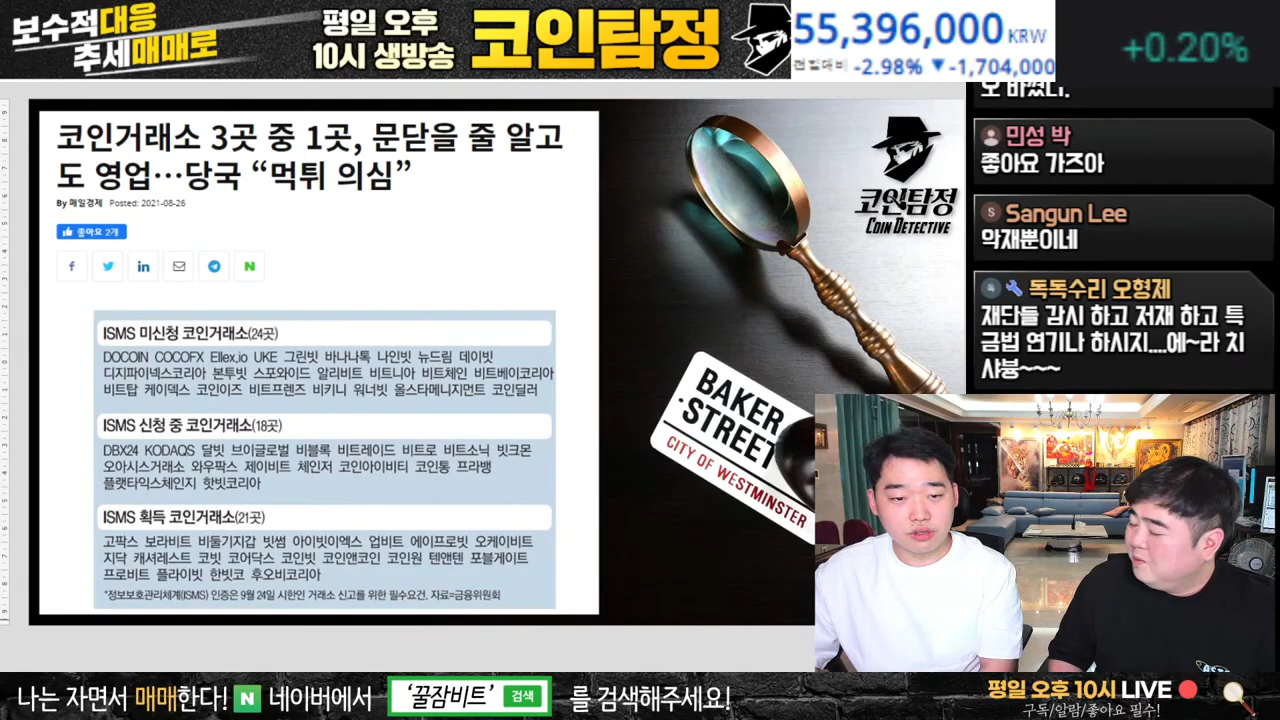 보수적대응
추세매매로
평일 오후
10시 생방송
코인탐정
55,396,000 KRW
전일대비 -2.98% ▼-1,704,000
+0.20%
코인거래소 3곳 중 1곳, 문닫을 줄 알고
도 영업…당국 “먹튀 의심”
By 매일경제 Posted: 2021-08-26
좋아요 2개
ISMS 미신청 코인거래소(24곳)
DOCOIN COCOFX Ellex.io UKE 그린빗 바나나톡 나인빗 뉴드림 데이빗
디지파이넥스코리아 본투빗 스포와이드 알리비트 비트니아 비트체인 비트베이코리아
비트탑 케이덱스 코인이즈 비트프렌즈 비키니 워너빗 올스타메니지먼트 코인딜러
ISMS 신청 중 코인거래소(18곳)
DBX24 KODAQS 달빗 브이글로벌 비블록 비트레이드 비트로 비트소닉 빗크몬
오아시스거래소 와우팍스 제이비트 체인저 코인아이비티 코인통 프라뱅
플랫타익스체인지 핫빗코리아
ISMS 획득 코인거래소(21곳)
고팍스 보라비트 비둘기지갑 빗썸 아이빗이엑스 업비트 에이프로빗 오케이비트
지닥 캐셔레스트 코빗 코어닥스 코인빗 코인앤코인 코인원 텐앤텐 포블게이트
프로비트 플라이빗 한빗코 후오비코리아
*정보보호관리체계(ISMS) 인증은 9월 24일 시한인 거래소 신고를 위한 필수요건. 자료=금융위원회
코인탐정
COIN DETECTIVE
BAKER
STREET
CITY OF WESTMINSTER
민성 박
좋아요 가즈아
S Sangun Lee
악재뿐이네
독독수리 오형제
재단들 감시 하고 저재 하고 특
금법 연기나 하시지....에~라 치
샤븅~~~
나는 자면서 매매한다! N 네이버에서 '꿀잠비트' 검색 를 검색해주세요!
평일 오후 10시 LIVE
구독/알람/좋아요 필수!